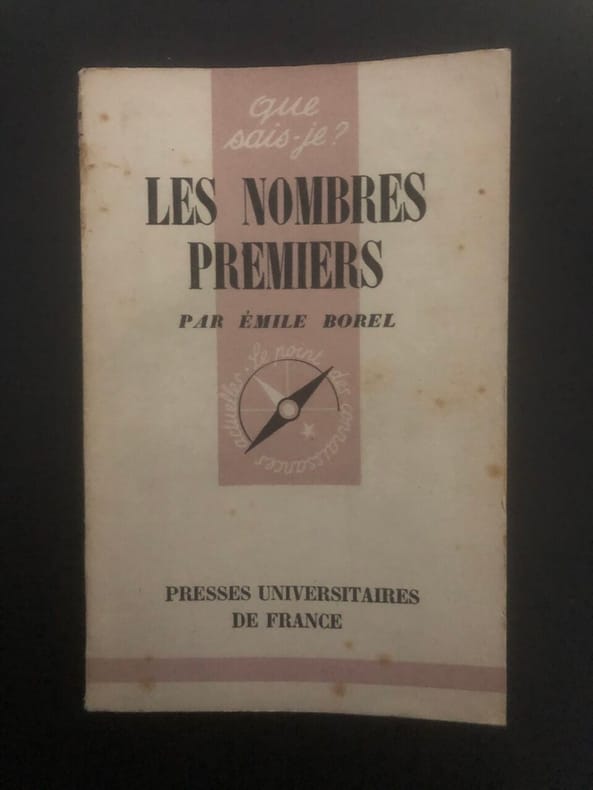 que
sais-je?
LES NOMBRES
PREMIERS
PAR ÉMILE BOREL
Le point des connaissances actuelles.
PRESSES UNIVERSITAIRES
DE FRANCE